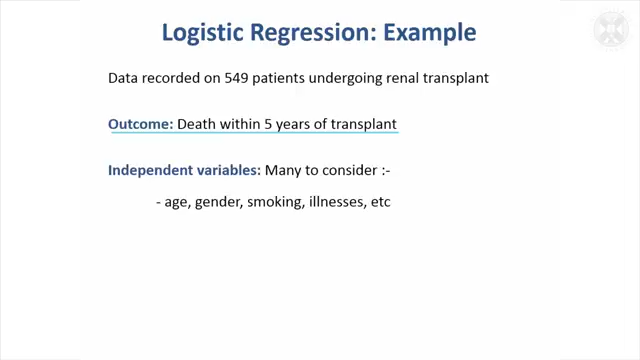 Logistic Regression: Example
Data recorded on 549 patients undergoing renal transplant
Outcome: Death within 5 years of transplant
Independent variables: Many to consider :-
- age, gender, smoking, illnesses, etc